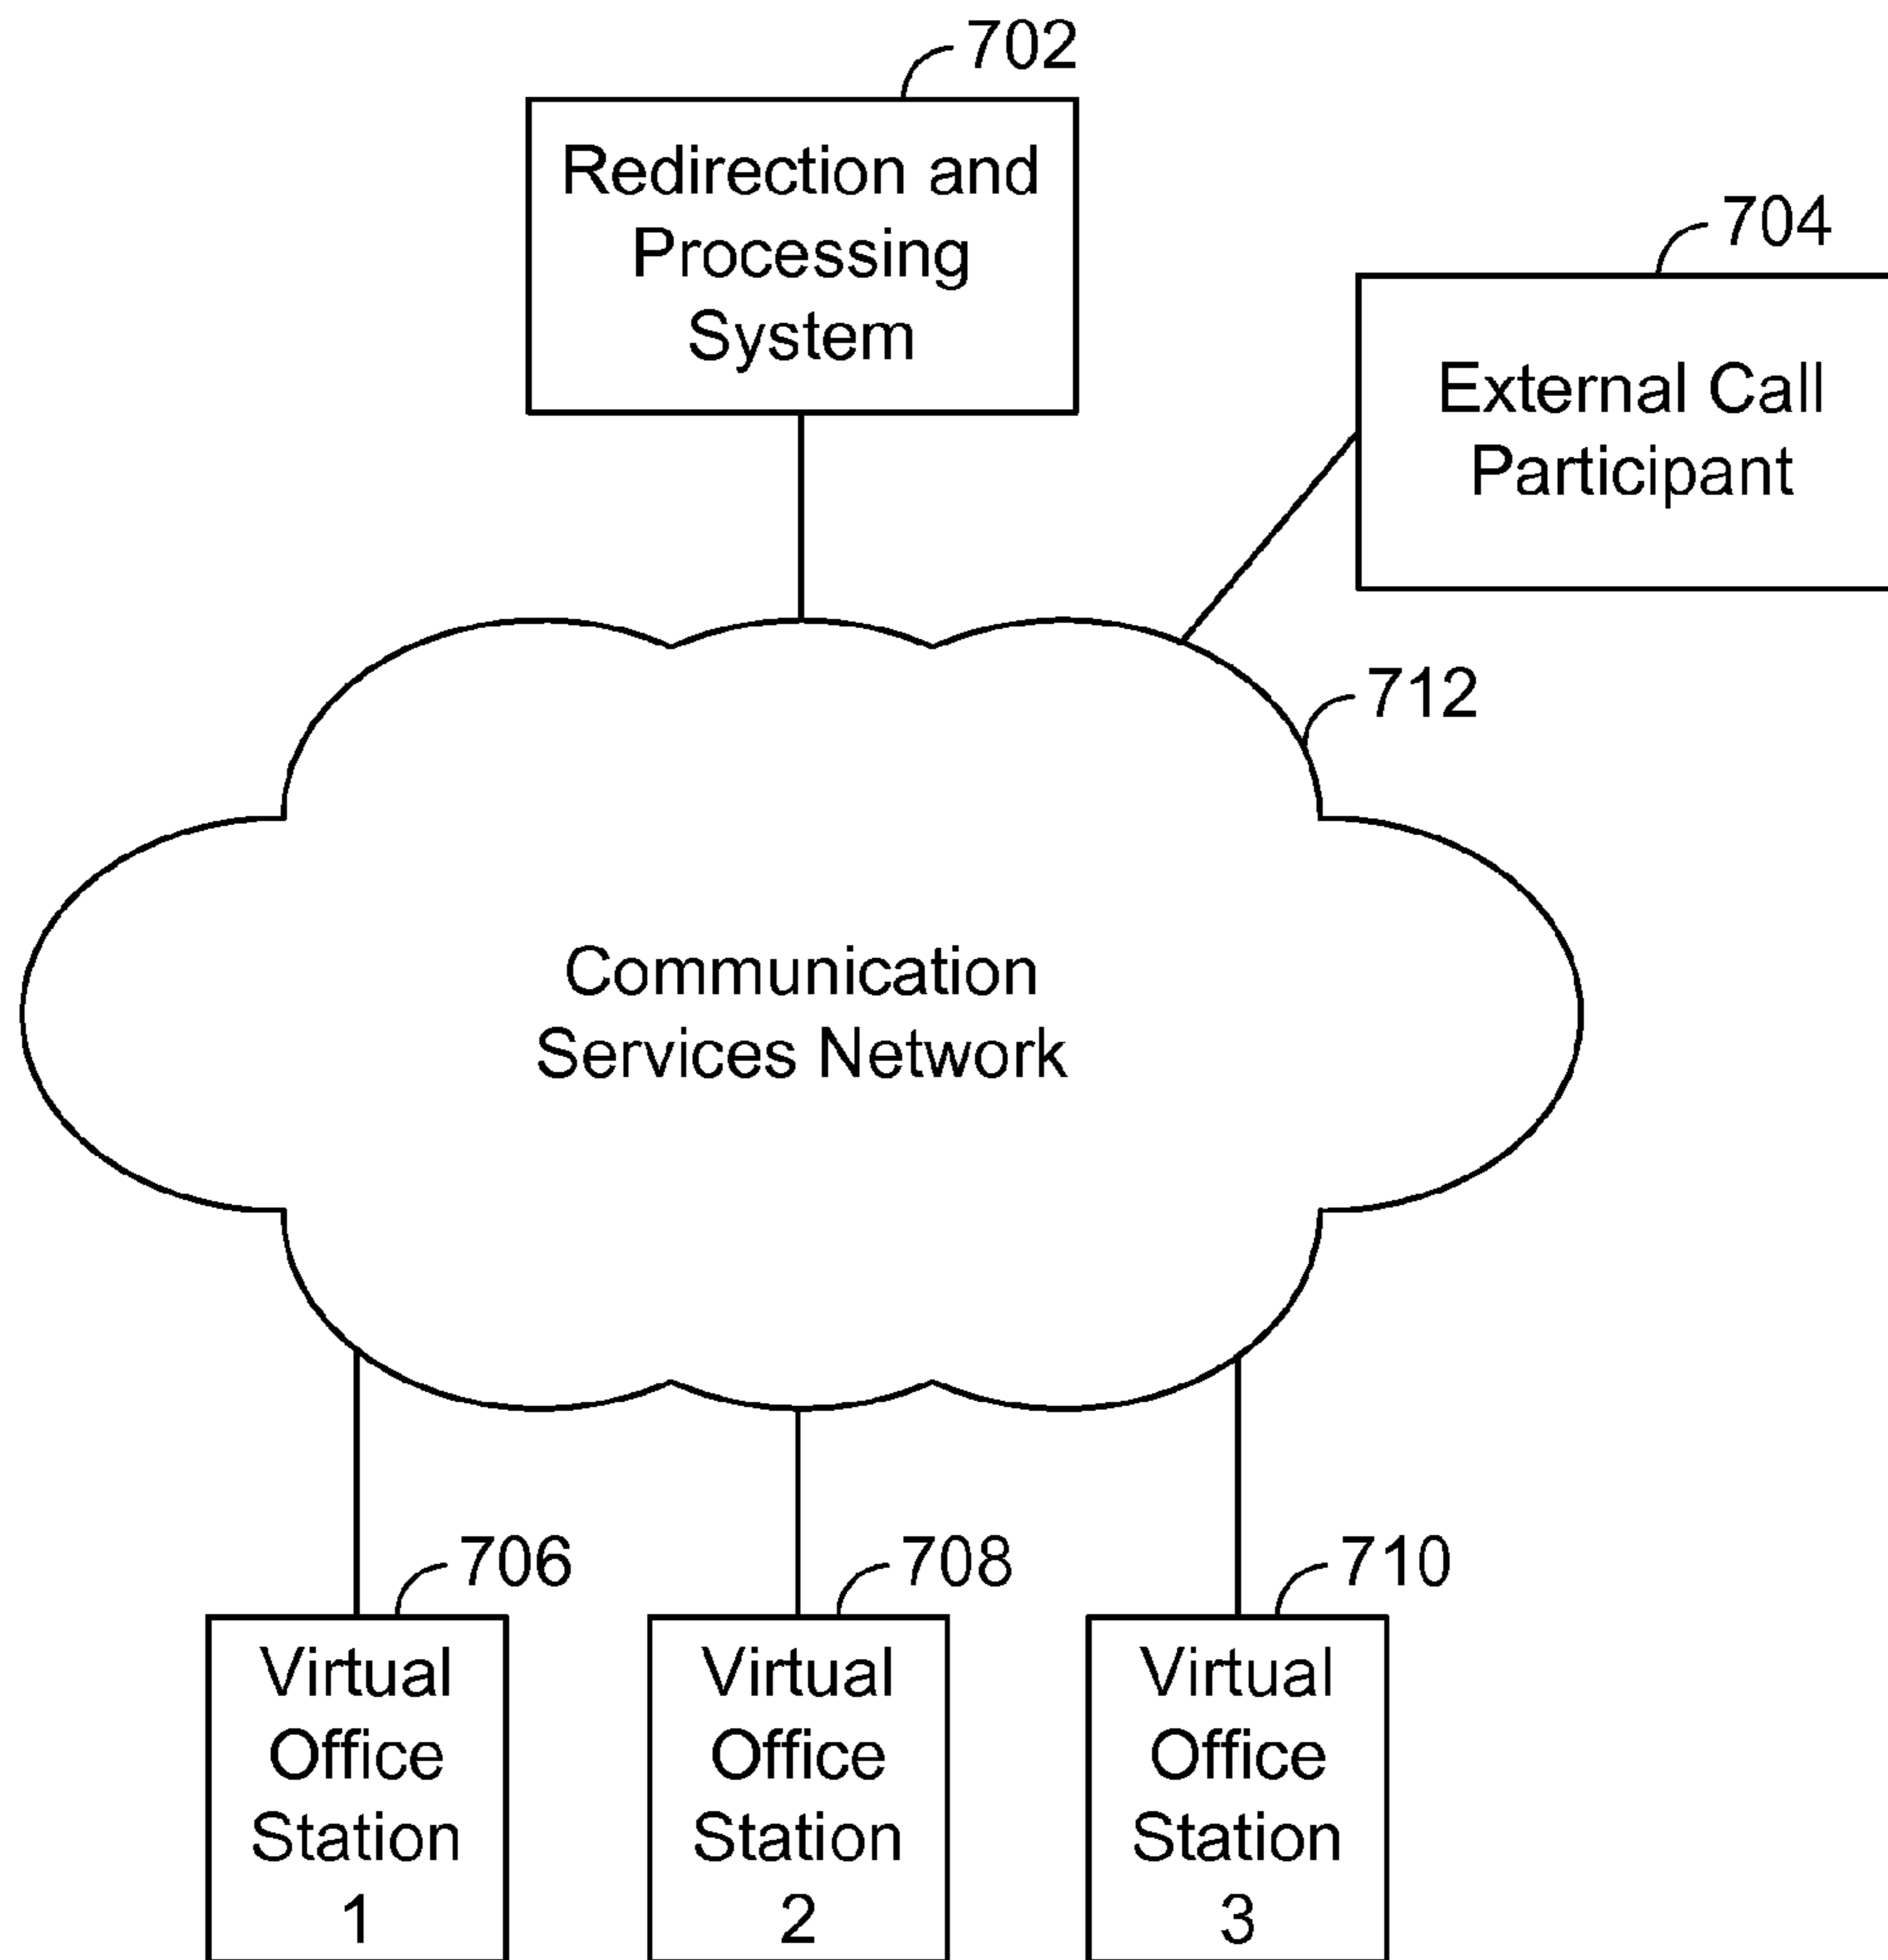 702
Redirection and
Processing
System
704
External Call
Participant
712
Communication
Services Network
706
Virtual
Office
Station
1
708
Virtual
Office
Station
2
710
Virtual
Office
Station
3